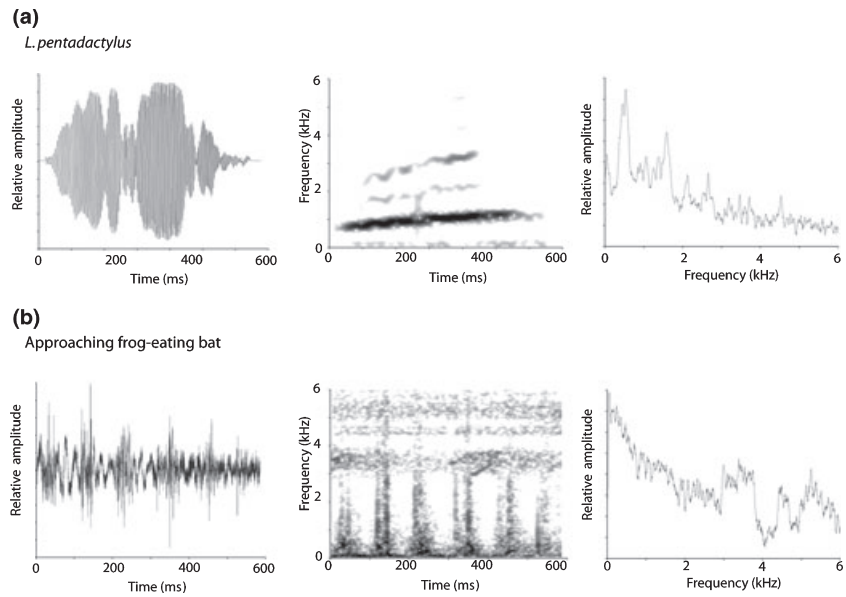 (a)
L. pentadactylus
Relative amplitude
0 200 400 600
Time (ms)
Frequency (kHz)
6
4
2
0
0 200 400 600
Time (ms)
Relative amplitude
0 2 4 6
Frequency (kHz)
(b)
Approaching frog-eating bat
Relative amplitude
0 200 400 600
Time (ms)
Frequency (kHz)
6
4
2
0
0 200 400 600
Time (ms)
Relative amplitude
0 2 4 6
Frequency (kHz)